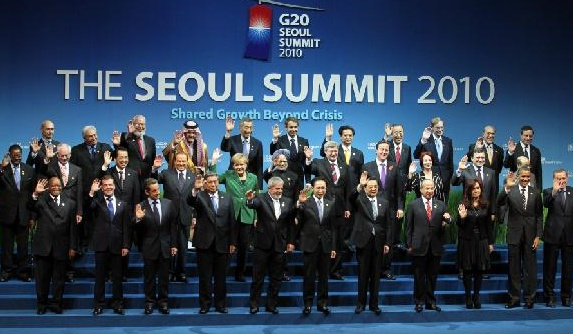 G20
SEOUL
SUMMIT
2010
THE SEOUL SUMMIT 2010
Shared Growth Beyond Crisis